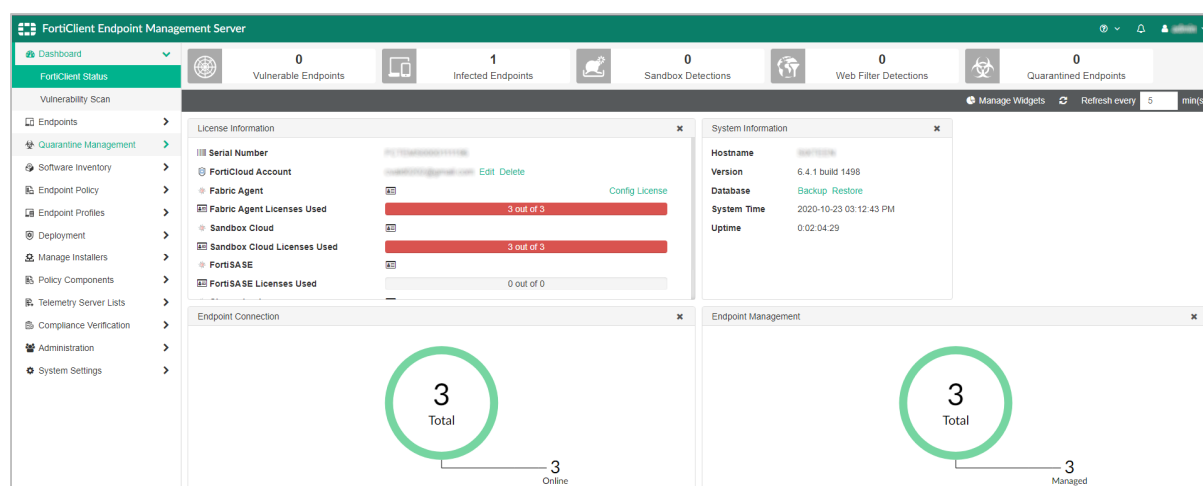 FortiClient Endpoint Management Server
Dashboard
FortiClient Status
Vulnerability Scan
Endpoints
Quarantine Management
Software Inventory
Endpoint Policy
Endpoint Profiles
Deployment
Manage Installers
Policy Components
Telemetry Server Lists
Compliance Verification
Administration
System Settings
0
Vulnerable Endpoints
1
Infected Endpoints
0
Sandbox Detections
0
Web Filter Detections
0
Quarantined Endpoints
Manage Widgets Refresh every 5 min(s
License Information
Serial Number
FortiCloud Account Edit Delete
Fabric Agent Config License
Fabric Agent Licenses Used 3 out of 3
Sandbox Cloud
Sandbox Cloud Licenses Used 3 out of 3
FortiSASE
FortiSASE Licenses Used 0 out of 0
System Information
Hostname
Version 6.4.1 build 1498
Database Backup Restore
System Time 2020-10-23 03:12:43 PM
Uptime 0:02:04:29
Endpoint Connection
3
Total
3
Online
Endpoint Management
3
Total
3
Managed